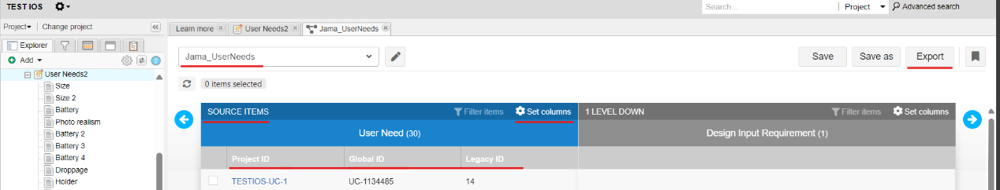 TEST IOS
Search... Project Advanced search
Project Change project
Learn more User Needs2 Jama_UserNeeds
Explorer
Add
User Needs2
Size
Size 2
Battery
Photo realism
Battery 2
Battery 3
Battery 4
Droppage
Holder
Jama_UserNeeds Save Save as Export
0 items selected
SOURCE ITEMS Filter items Set columns 1 LEVEL DOWN Filter items Set columns
User Need (30) Design Input Requirement (1)
Project ID Global ID Legacy ID
TESTIOS-UC-1 UC-1134485 14